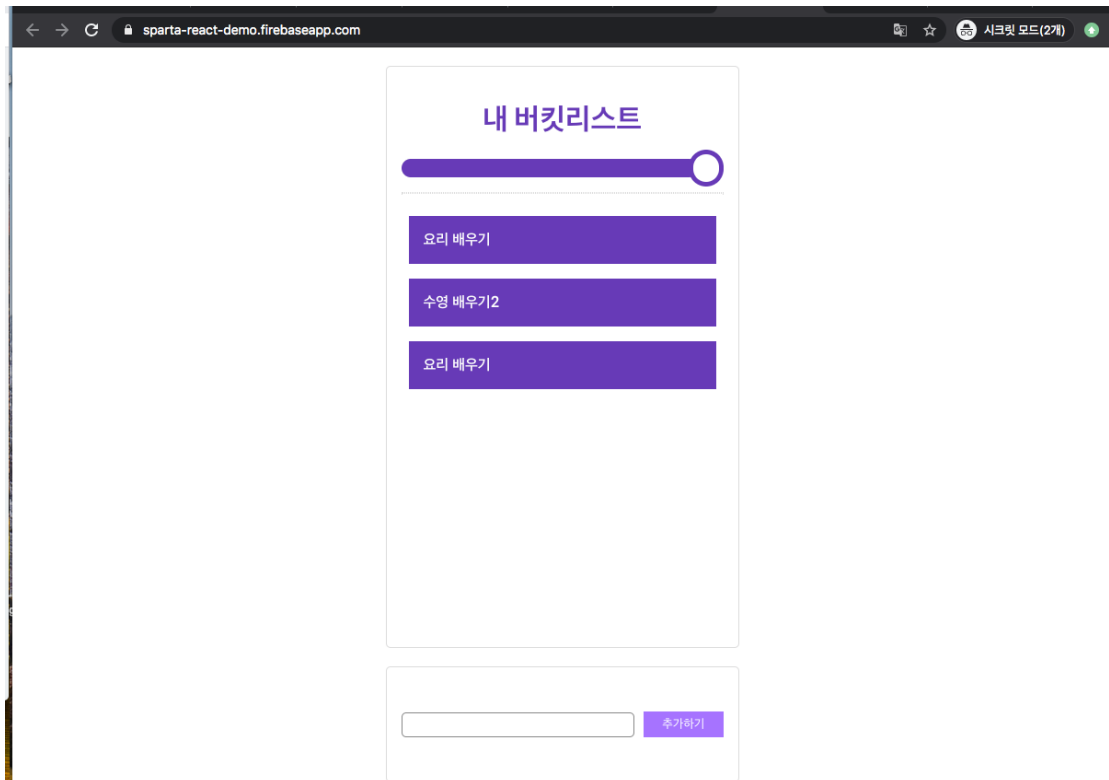 sparta-react-demo.firebaseapp.com
시크릿 모드(2개)
내 버킷리스트
요리 배우기
수영 배우기2
요리 배우기
추가하기